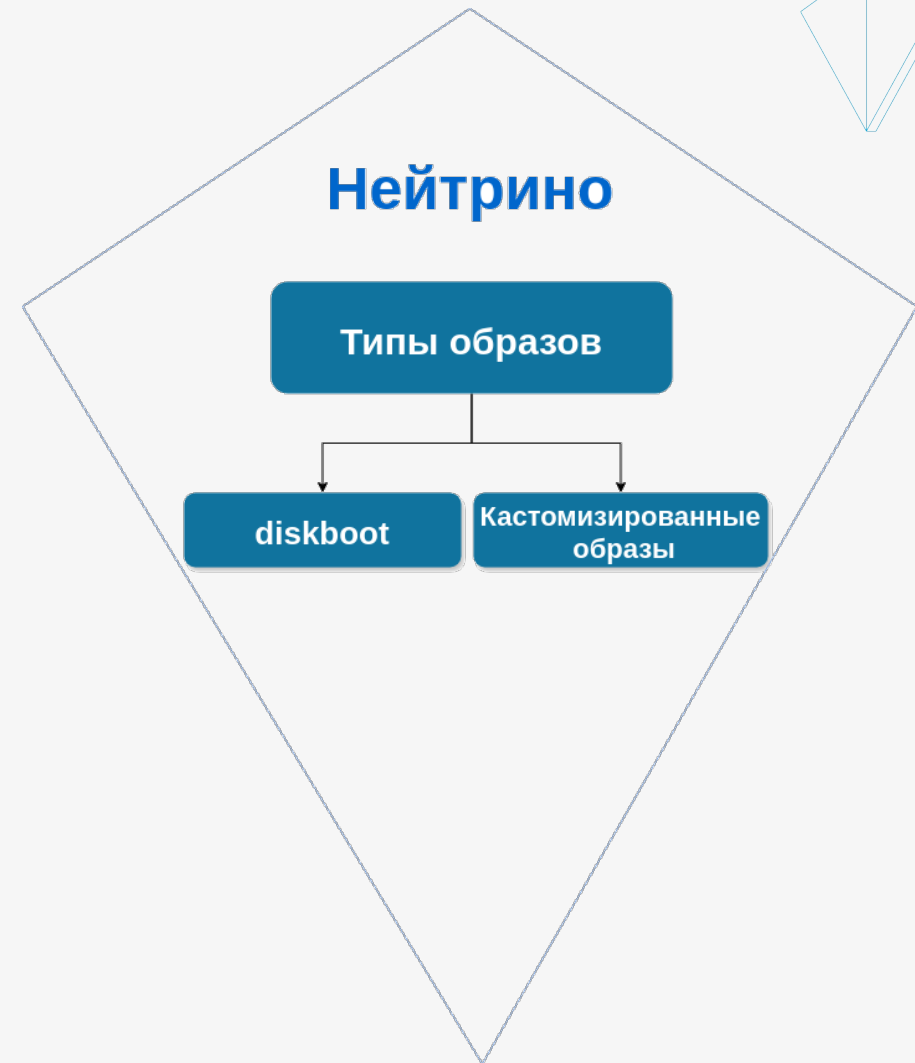 Нейтрино
Типы образов
diskboot
Кастомизированные
образы